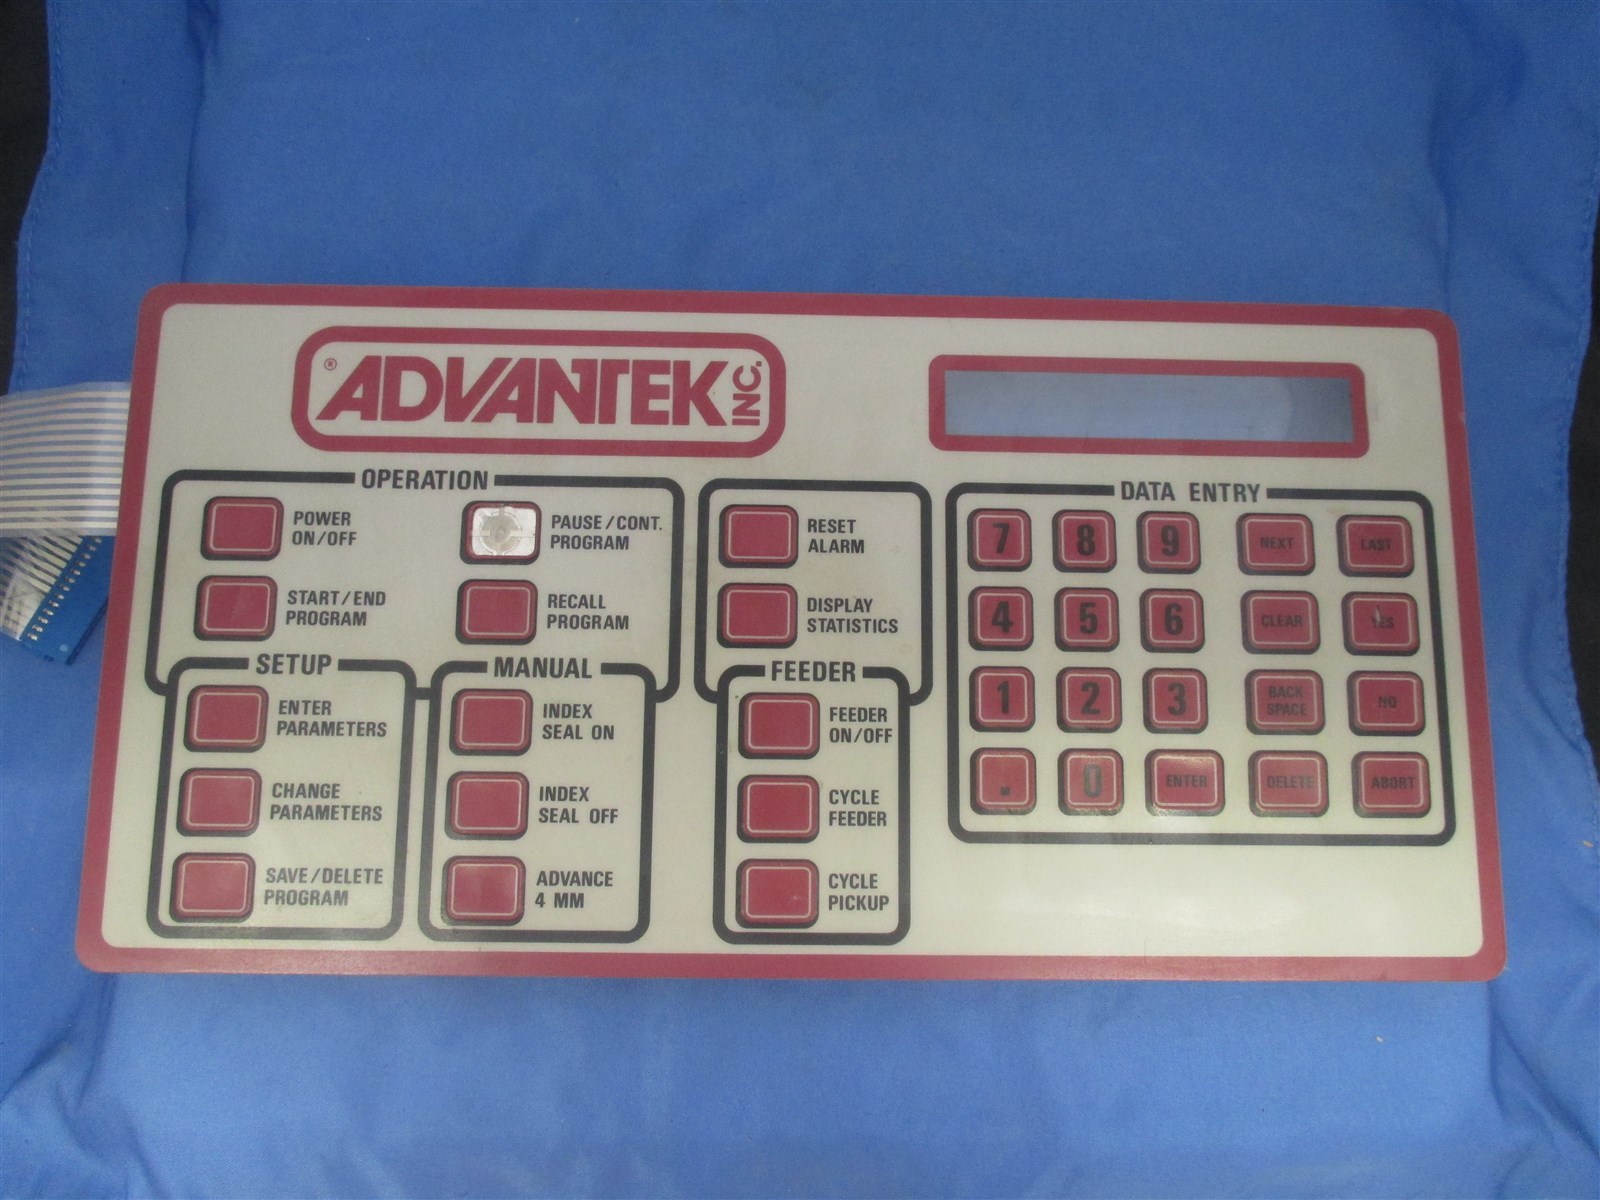 ® ADVANTEK INC.
OPERATION
POWER
ON/OFF
PAUSE/CONT.
PROGRAM
START/END
PROGRAM
RECALL
PROGRAM
RESET
ALARM
DISPLAY
STATISTICS
SETUP
ENTER
PARAMETERS
CHANGE
PARAMETERS
SAVE/DELETE
PROGRAM
MANUAL
INDEX
SEAL ON
INDEX
SEAL OFF
ADVANCE
4 MM
FEEDER
FEEDER
ON/OFF
CYCLE
FEEDER
CYCLE
PICKUP
DATA ENTRY
7 8 9 NEXT LAST
4 5 6 CLEAR YES
1 2 3 BACK SPACE NO
. 0 ENTER DELETE ABORT